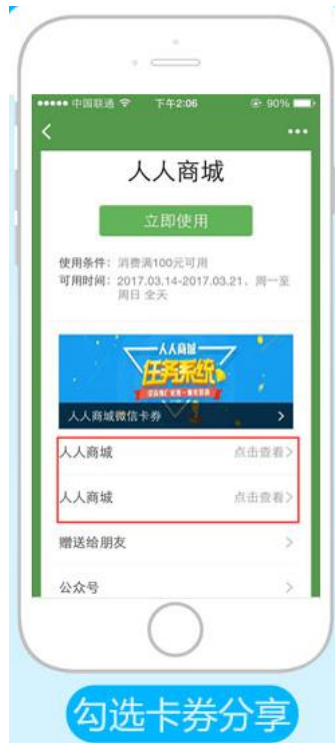 中国联通 下午2:06 90%
人人商城
立即使用
使用条件：消费满100元可用
可用时间：2017.03.14-2017.03.21，周一至
周日 全天
人人商城
任务系统
人人商城微信卡券
人人商城 点击查看
人人商城 点击查看
赠送给朋友
公众号
勾选卡券分享